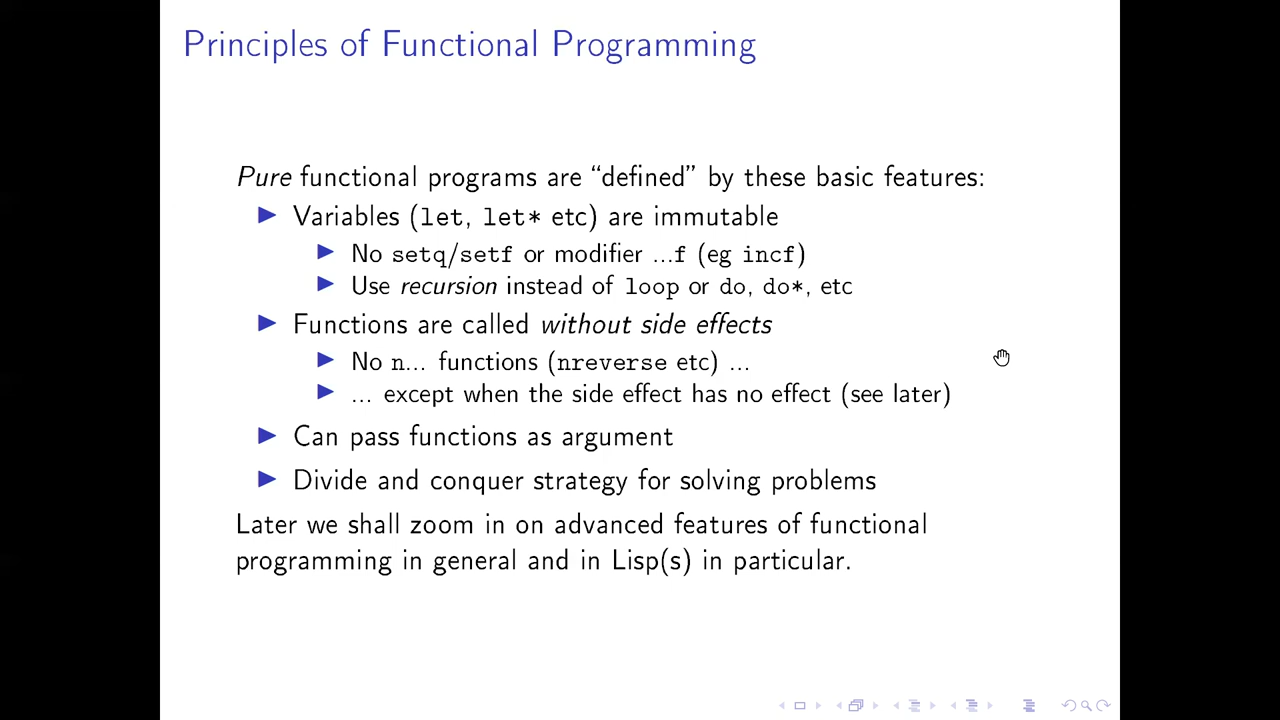 Principles of Functional Programming
Pure functional programs are “defined” by these basic features:
Variables (let, let* etc) are immutable
No setq/setf or modifier ...f (eg incf)
Use recursion instead of loop or do, do*, etc
Functions are called without side effects
No n... functions (nreverse etc) ...
... except when the side effect has no effect (see later)
Can pass functions as argument
Divide and conquer strategy for solving problems
Later we shall zoom in on advanced features of functional
programming in general and in Lisp(s) in particular.